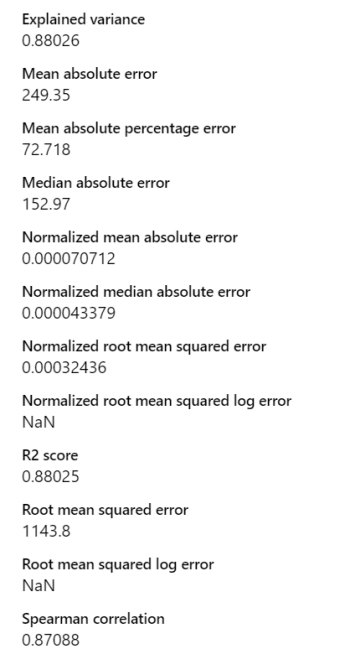 Explained variance
0.88026
Mean absolute error
249.35
Mean absolute percentage error
72.718
Median absolute error
152.97
Normalized mean absolute error
0.000070712
Normalized median absolute error
0.000043379
Normalized root mean squared error
0.00032436
Normalized root mean squared log error
NaN
R2 score
0.88025
Root mean squared error
1143.8
Root mean squared log error
NaN
Spearman correlation
0.87088